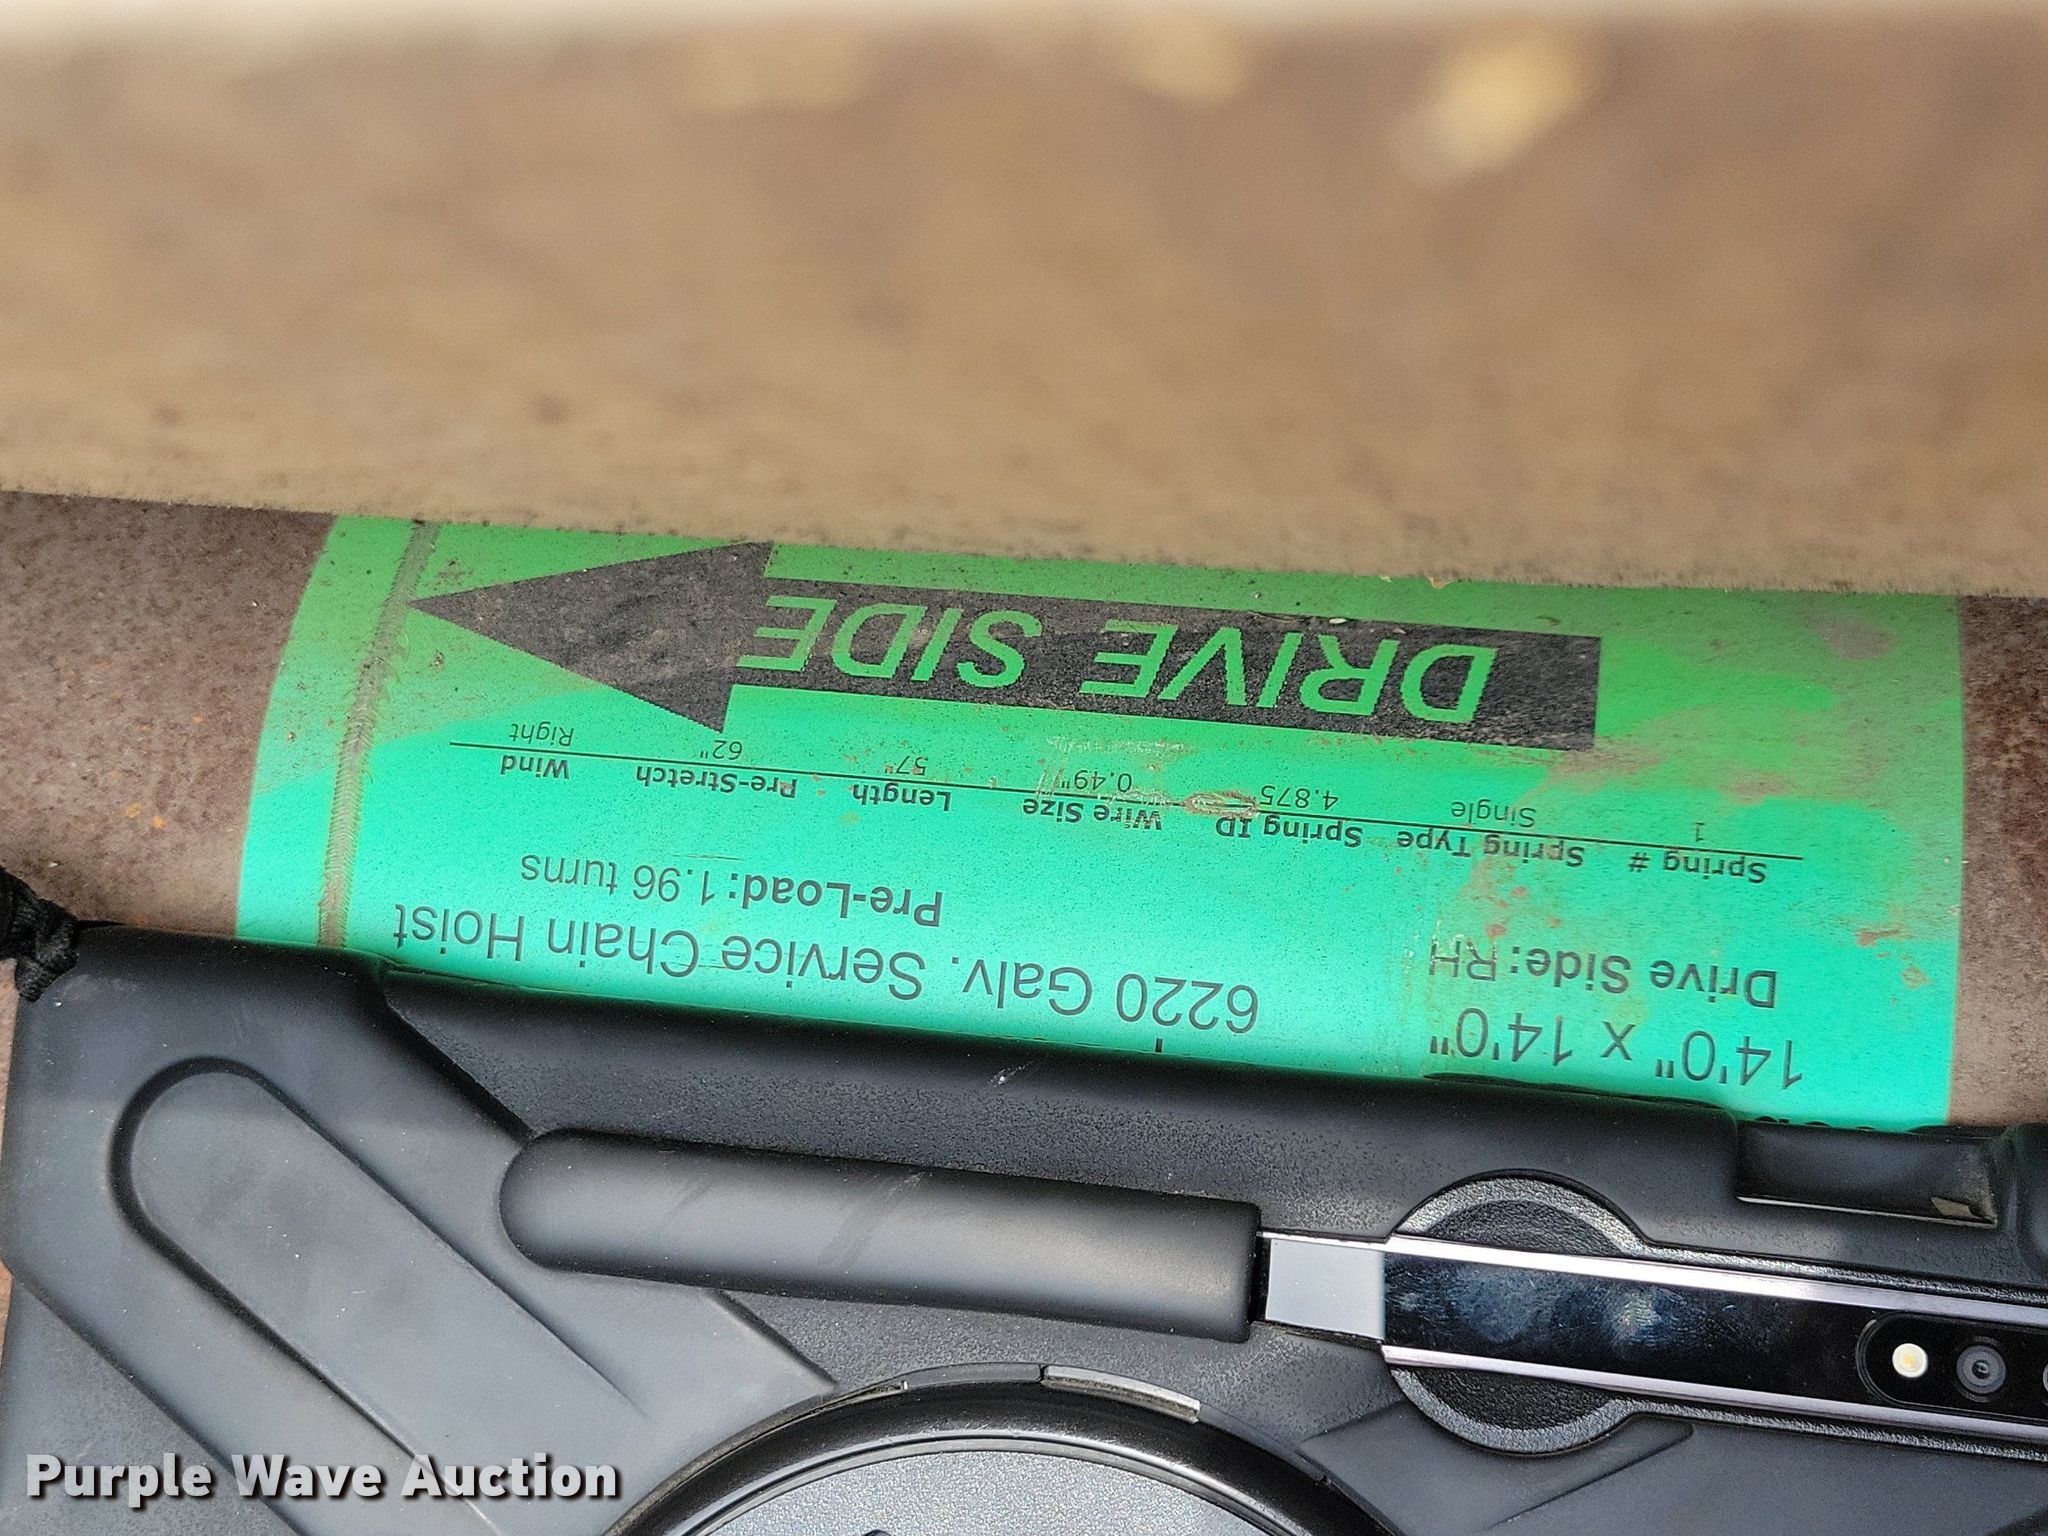 14'0" x 14'0"
6220 Galv. Service Chain Hoist
Drive Side: RH
Pre-Load: 1.96 turns
Spring # Spring Type Spring ID Wire Size Length Pre-Stretch Wind
1 Single 4.875" 0.49" 57" 62" Right
DRIVE SIDE
Purple Wave Auction